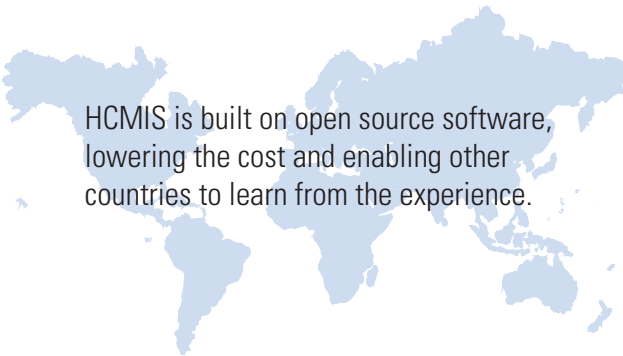 HCMIS is built on open source software,
lowering the cost and enabling other
countries to learn from the experience.